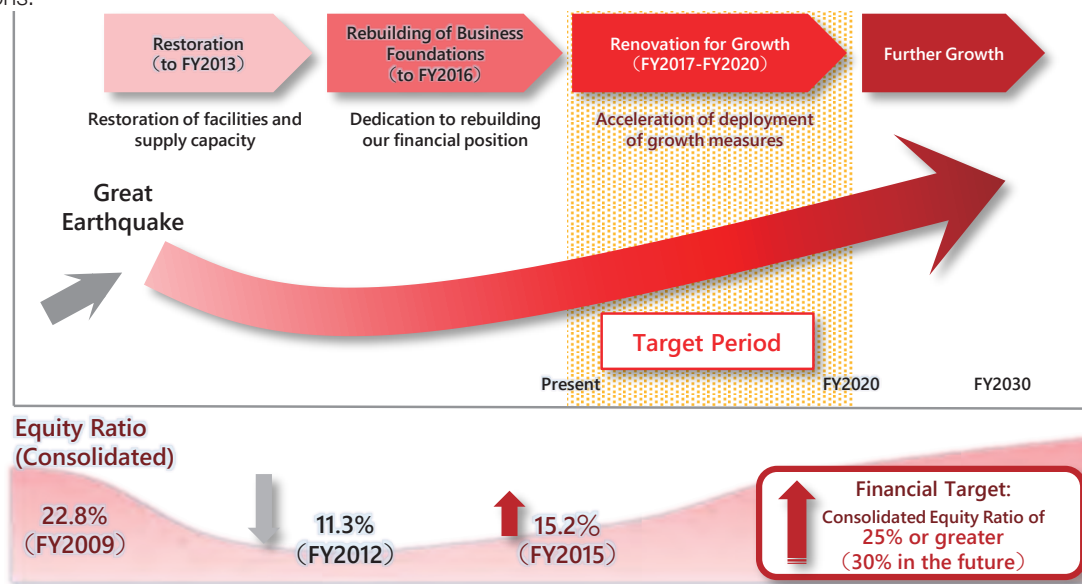 ons.
Restoration
(to FY2013)
Rebuilding of Business
Foundations
(to FY2016)
Renovation for Growth
(FY2017-FY2020)
Further Growth
Restoration of facilities and
supply capacity
Dedication to rebuilding
our financial position
Acceleration of deployment
of growth measures
Great
Earthquake
Target Period
Present
FY2020
FY2030
Equity Ratio
(Consolidated)
22.8%
(FY2009)
11.3%
(FY2012)
15.2%
(FY2015)
Financial Target:
Consolidated Equity Ratio of
25% or greater
(30% in the future)